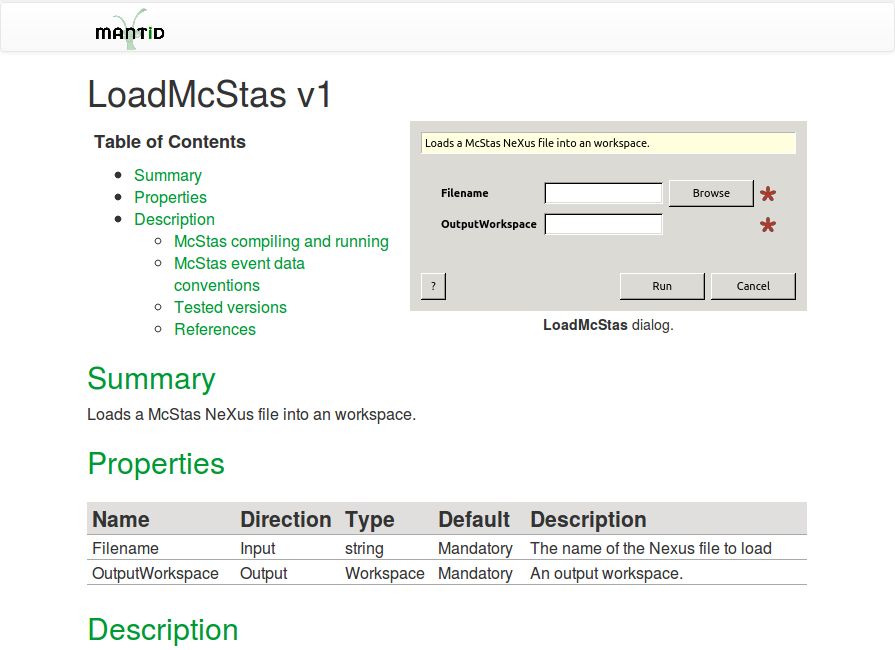 MANTID
LoadMcStas v1
Table of Contents
Summary
Properties
Description
McStas compiling and running
McStas event data
conventions
Tested versions
References
Loads a McStas NeXus file into an workspace.
Filename
Browse
OutputWorkspace
?
Run
Cancel
LoadMcStas dialog.
Summary
Loads a McStas NeXus file into an workspace.
Properties
Name Direction Type Default Description
Filename Input string Mandatory The name of the Nexus file to load
OutputWorkspace Output Workspace Mandatory An output workspace.
Description